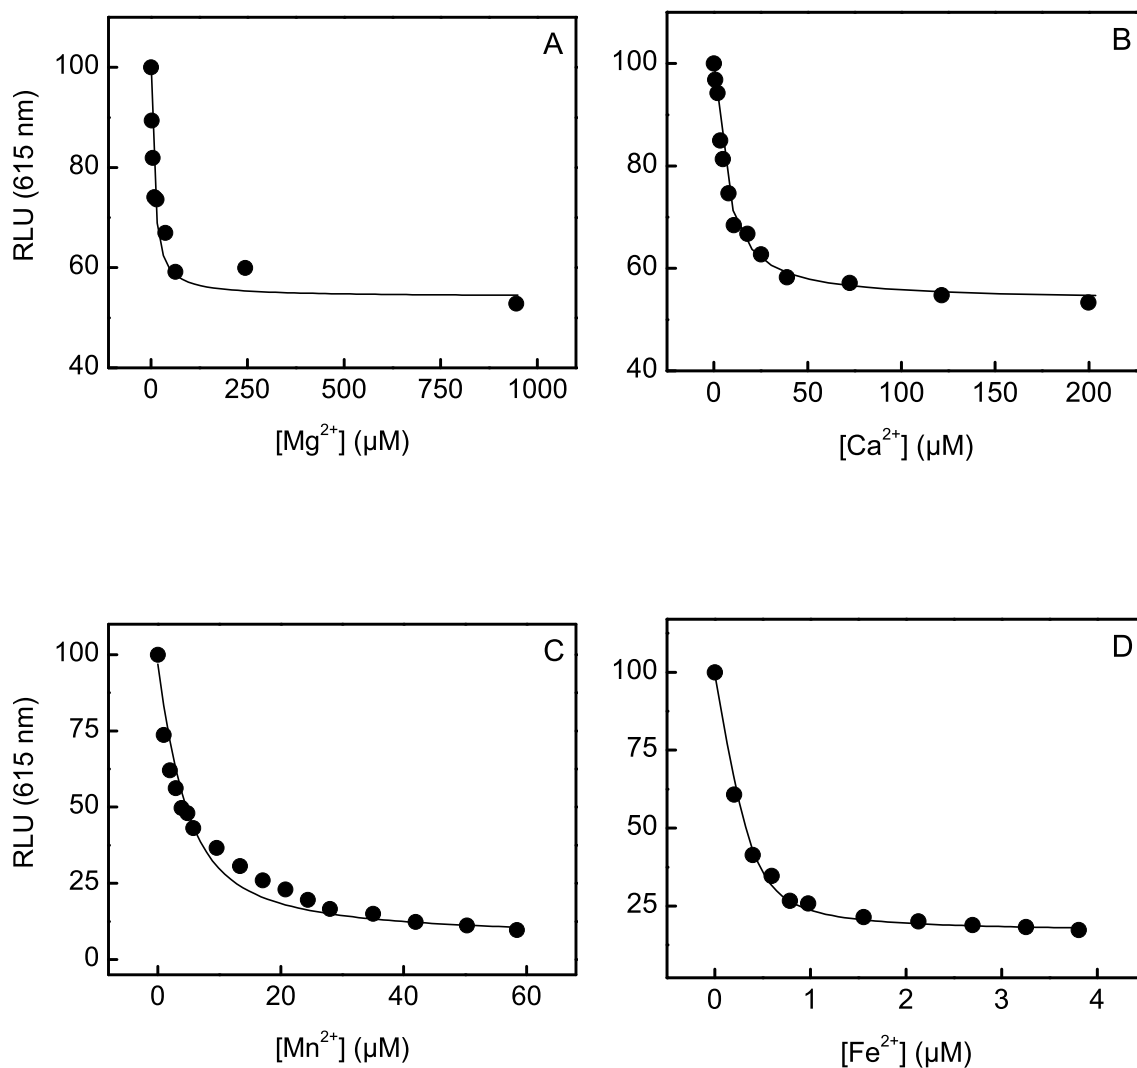 A
RLU (615 nm)
100
80
60
40
0 250 500 750 1000
[Mg²⁺] (µM)
B
100
80
60
40
0 50 100 150 200
[Ca²⁺] (µM)
C
RLU (615 nm)
100
75
50
25
0
0 20 40 60
[Mn²⁺] (µM)
D
100
75
50
25
0 1 2 3 4
[Fe²⁺] (µM)